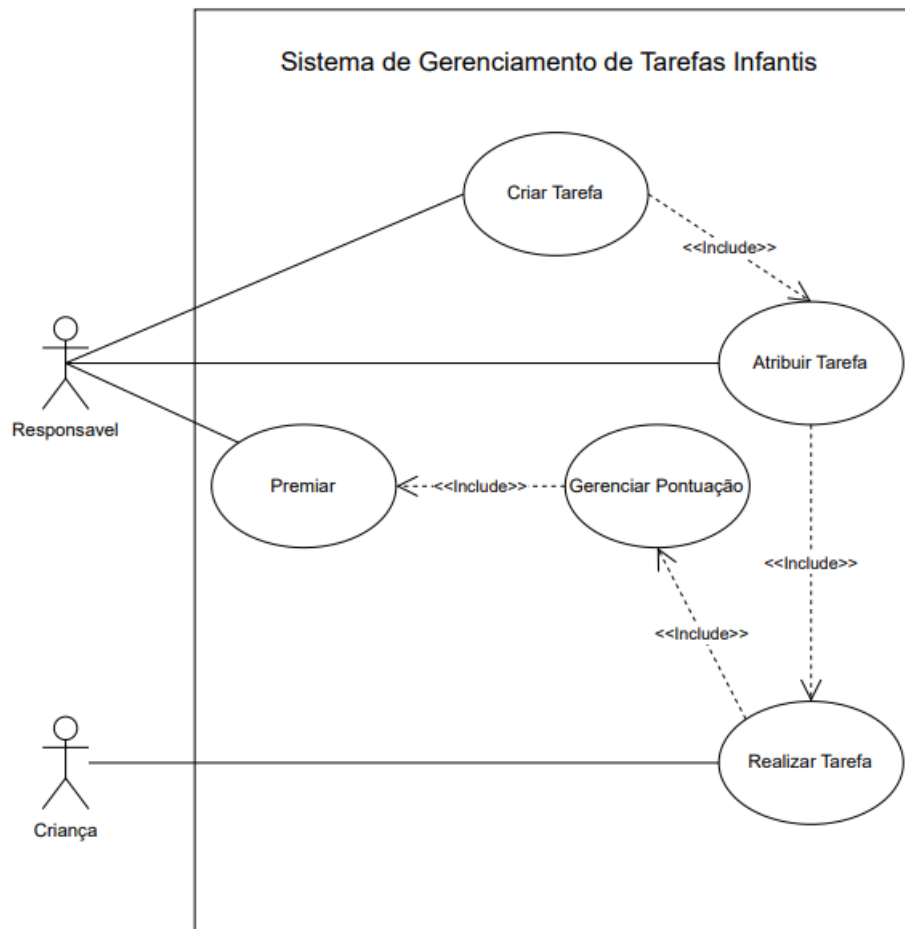 Sistema de Gerenciamento de Tarefas Infantis
Criar Tarefa
<<Include>>
Atribuir Tarefa
Responsavel
Premiar
<<Include>>
Gerenciar Pontuação
<<Include>>
<<Include>>
Realizar Tarefa
Criança